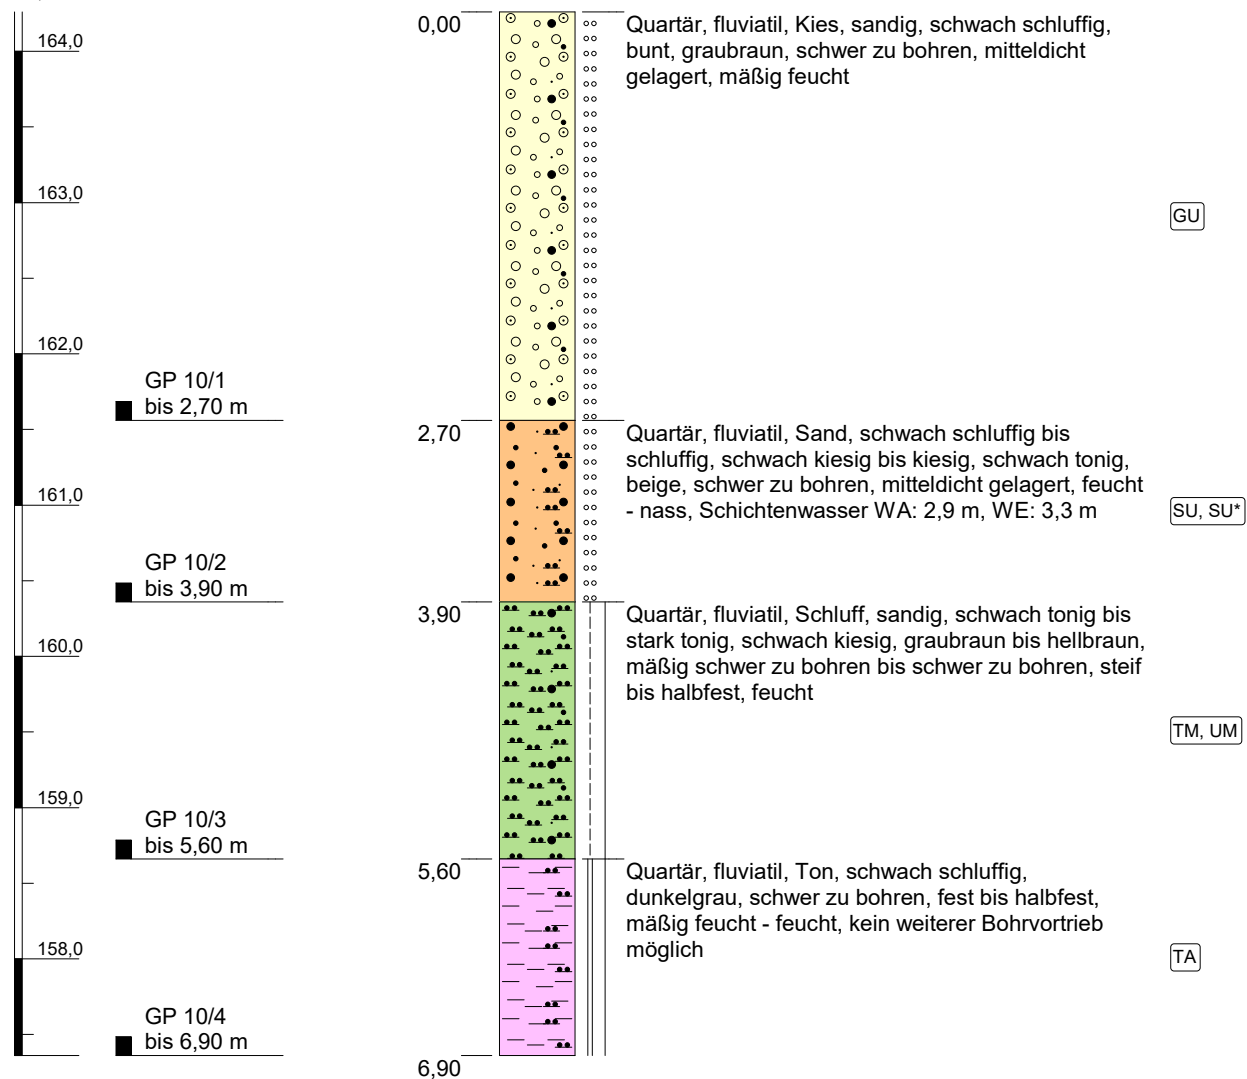 0,00
Quartär, fluviatil, Kies, sandig, schwach schluffig,
bunt, graubraun, schwer zu bohren, mitteldicht
gelagert, mäßig feucht
164,0
163,0
GU
162,0
GP 10/1
bis 2,70 m
2,70
Quartär, fluviatil, Sand, schwach schluffig bis
schluffig, schwach kiesig bis kiesig, schwach tonig,
beige, schwer zu bohren, mitteldicht gelagert, feucht
- nass, Schichtenwasser WA: 2,9 m, WE: 3,3 m
161,0
SU, SU*
GP 10/2
bis 3,90 m
3,90
Quartär, fluviatil, Schluff, sandig, schwach tonig bis
stark tonig, schwach kiesig, graubraun bis hellbraun,
mäßig schwer zu bohren bis schwer zu bohren, steif
bis halbfest, feucht
160,0
TM, UM
159,0
GP 10/3
bis 5,60 m
5,60
Quartär, fluviatil, Ton, schwach schluffig,
dunkelgrau, schwer zu bohren, fest bis halbfest,
mäßig feucht - feucht, kein weiterer Bohrvortrieb
möglich
158,0
TA
GP 10/4
bis 6,90 m
6,90